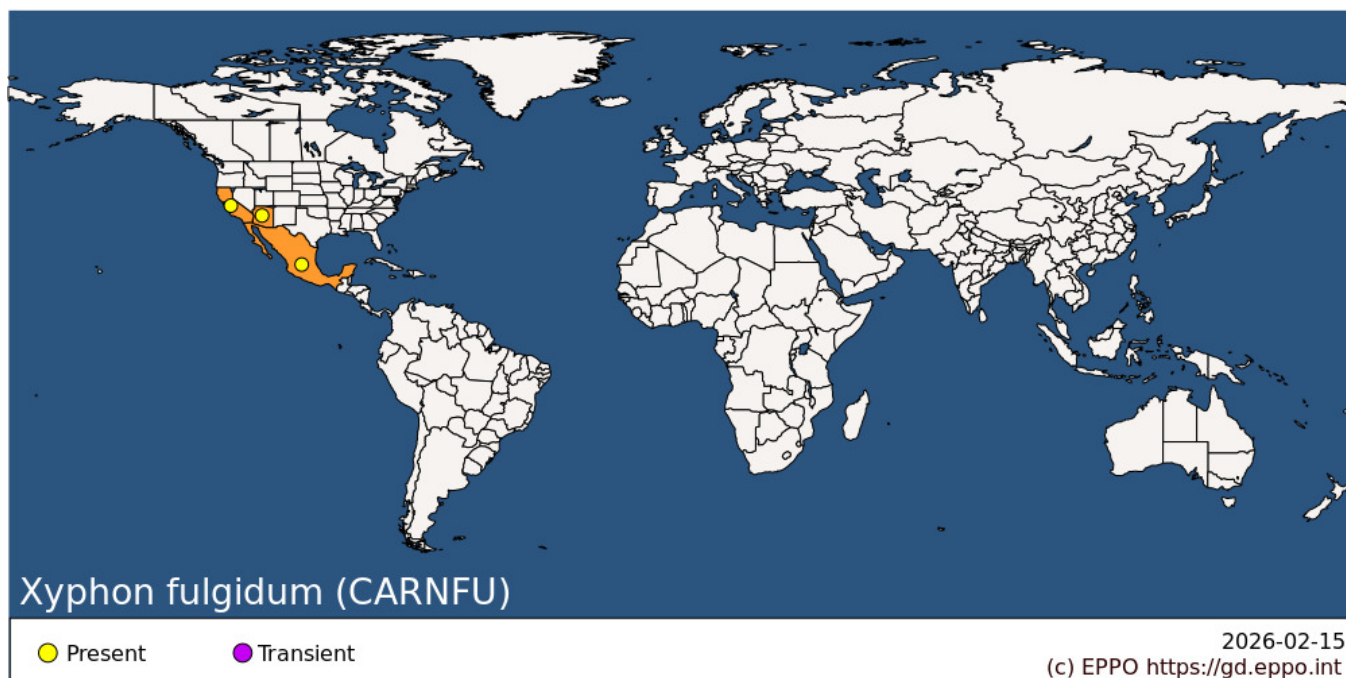 Xyphon fulgidum (CARNFU)
Present
Transient
2026-02-15
(c) EPPO https://gd.eppo.int